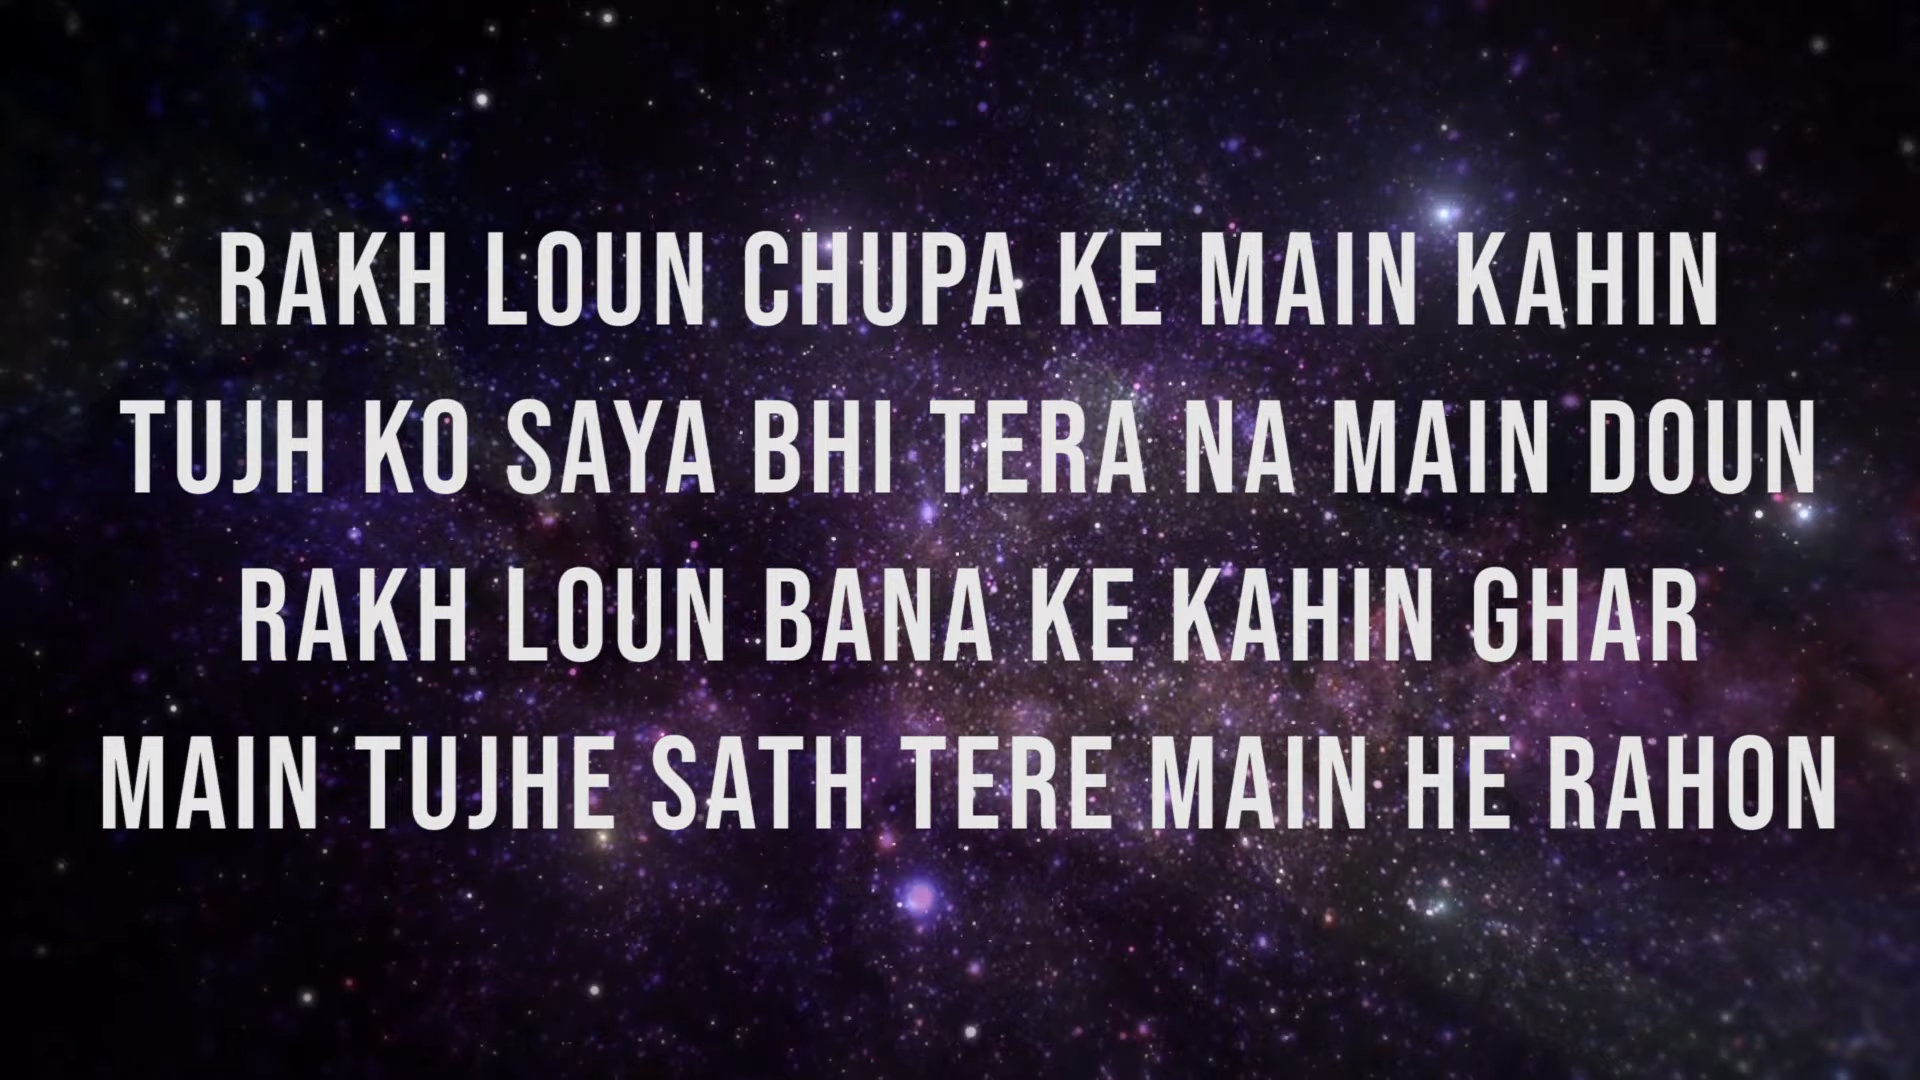 RAKH LOUN CHUPA KE MAIN KAHIN
TUJH KO SAYA BHI TERA NA MAIN DOUN
RAKH LOUN BANA KE KAHIN GHAR
MAIN TUJHE SATH TERE MAIN HE RAHON